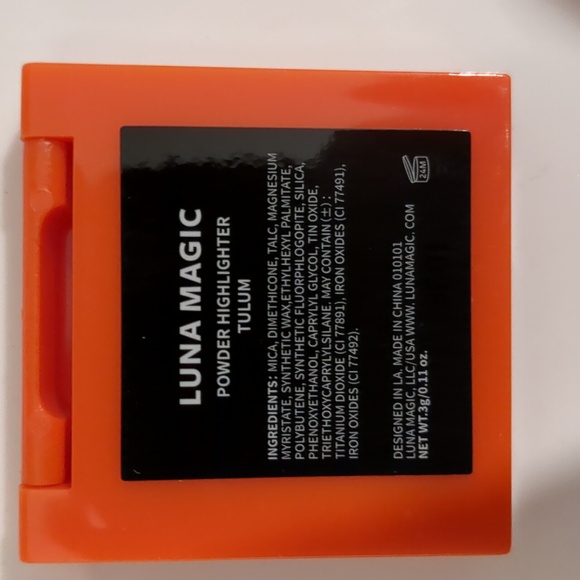 LUNA MAGIC
POWDER HIGHLIGHTER
TULUM
INGREDIENTS: MICA, DIMETHICONE, TALC, MAGNESIUM
MYRISTATE, SYNTHETIC WAX,ETHYLHEXYL PALMITATE,
POLYBUTENE, SYNTHETIC FLUORPHLOGOPITE, SILICA,
PHENOXYETHANOL, CAPRYLYL GLYCOL, TIN OXIDE,
TRIETHOXYCAPRYLYLSILANE. MAY CONTAIN (±) :
TITANIUM DIOXIDE (CI 77891), IRON OXIDES (CI 77491),
IRON OXIDES (CI 77492).
DESIGNED IN LA. MADE IN CHINA 010101
LUNA MAGIC, LLC/USA WWW. LUNAMAGIC. COM
NET WT.3g/0.11 oz.
24M